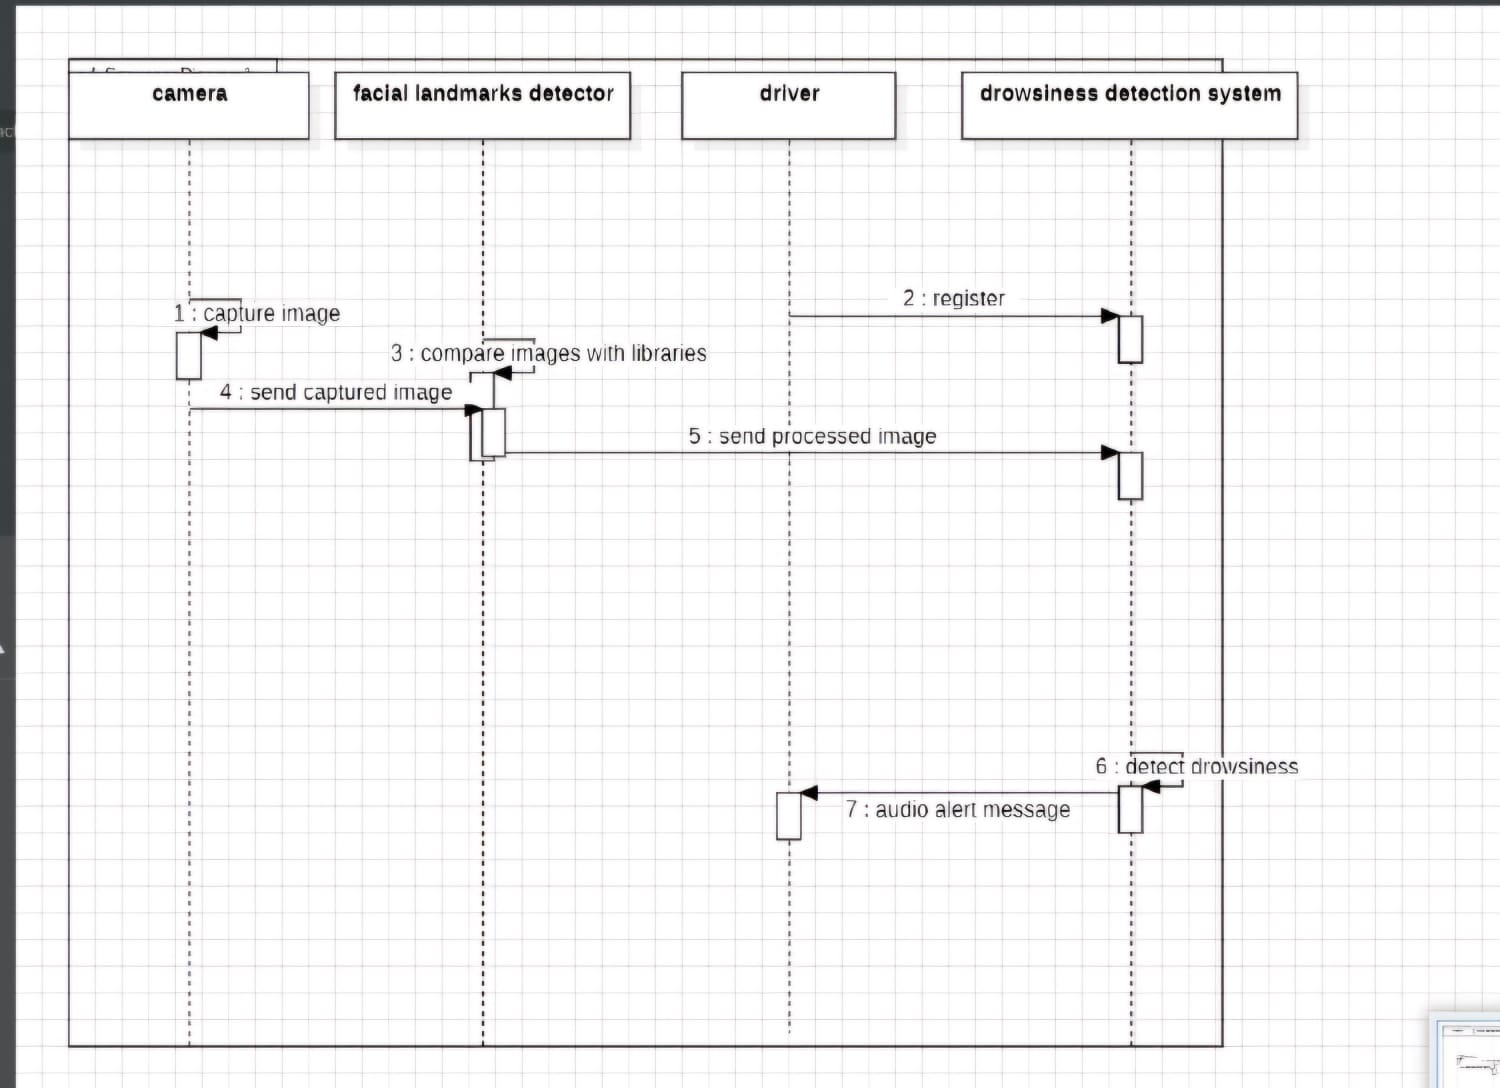 camera
facial landmarks detector
driver
drowsiness detection system
1 : capture image
2 : register
3 : compare images with libraries
4 : send captured image
5 : send processed image
6 : detect drowsiness
7 : audio alert message